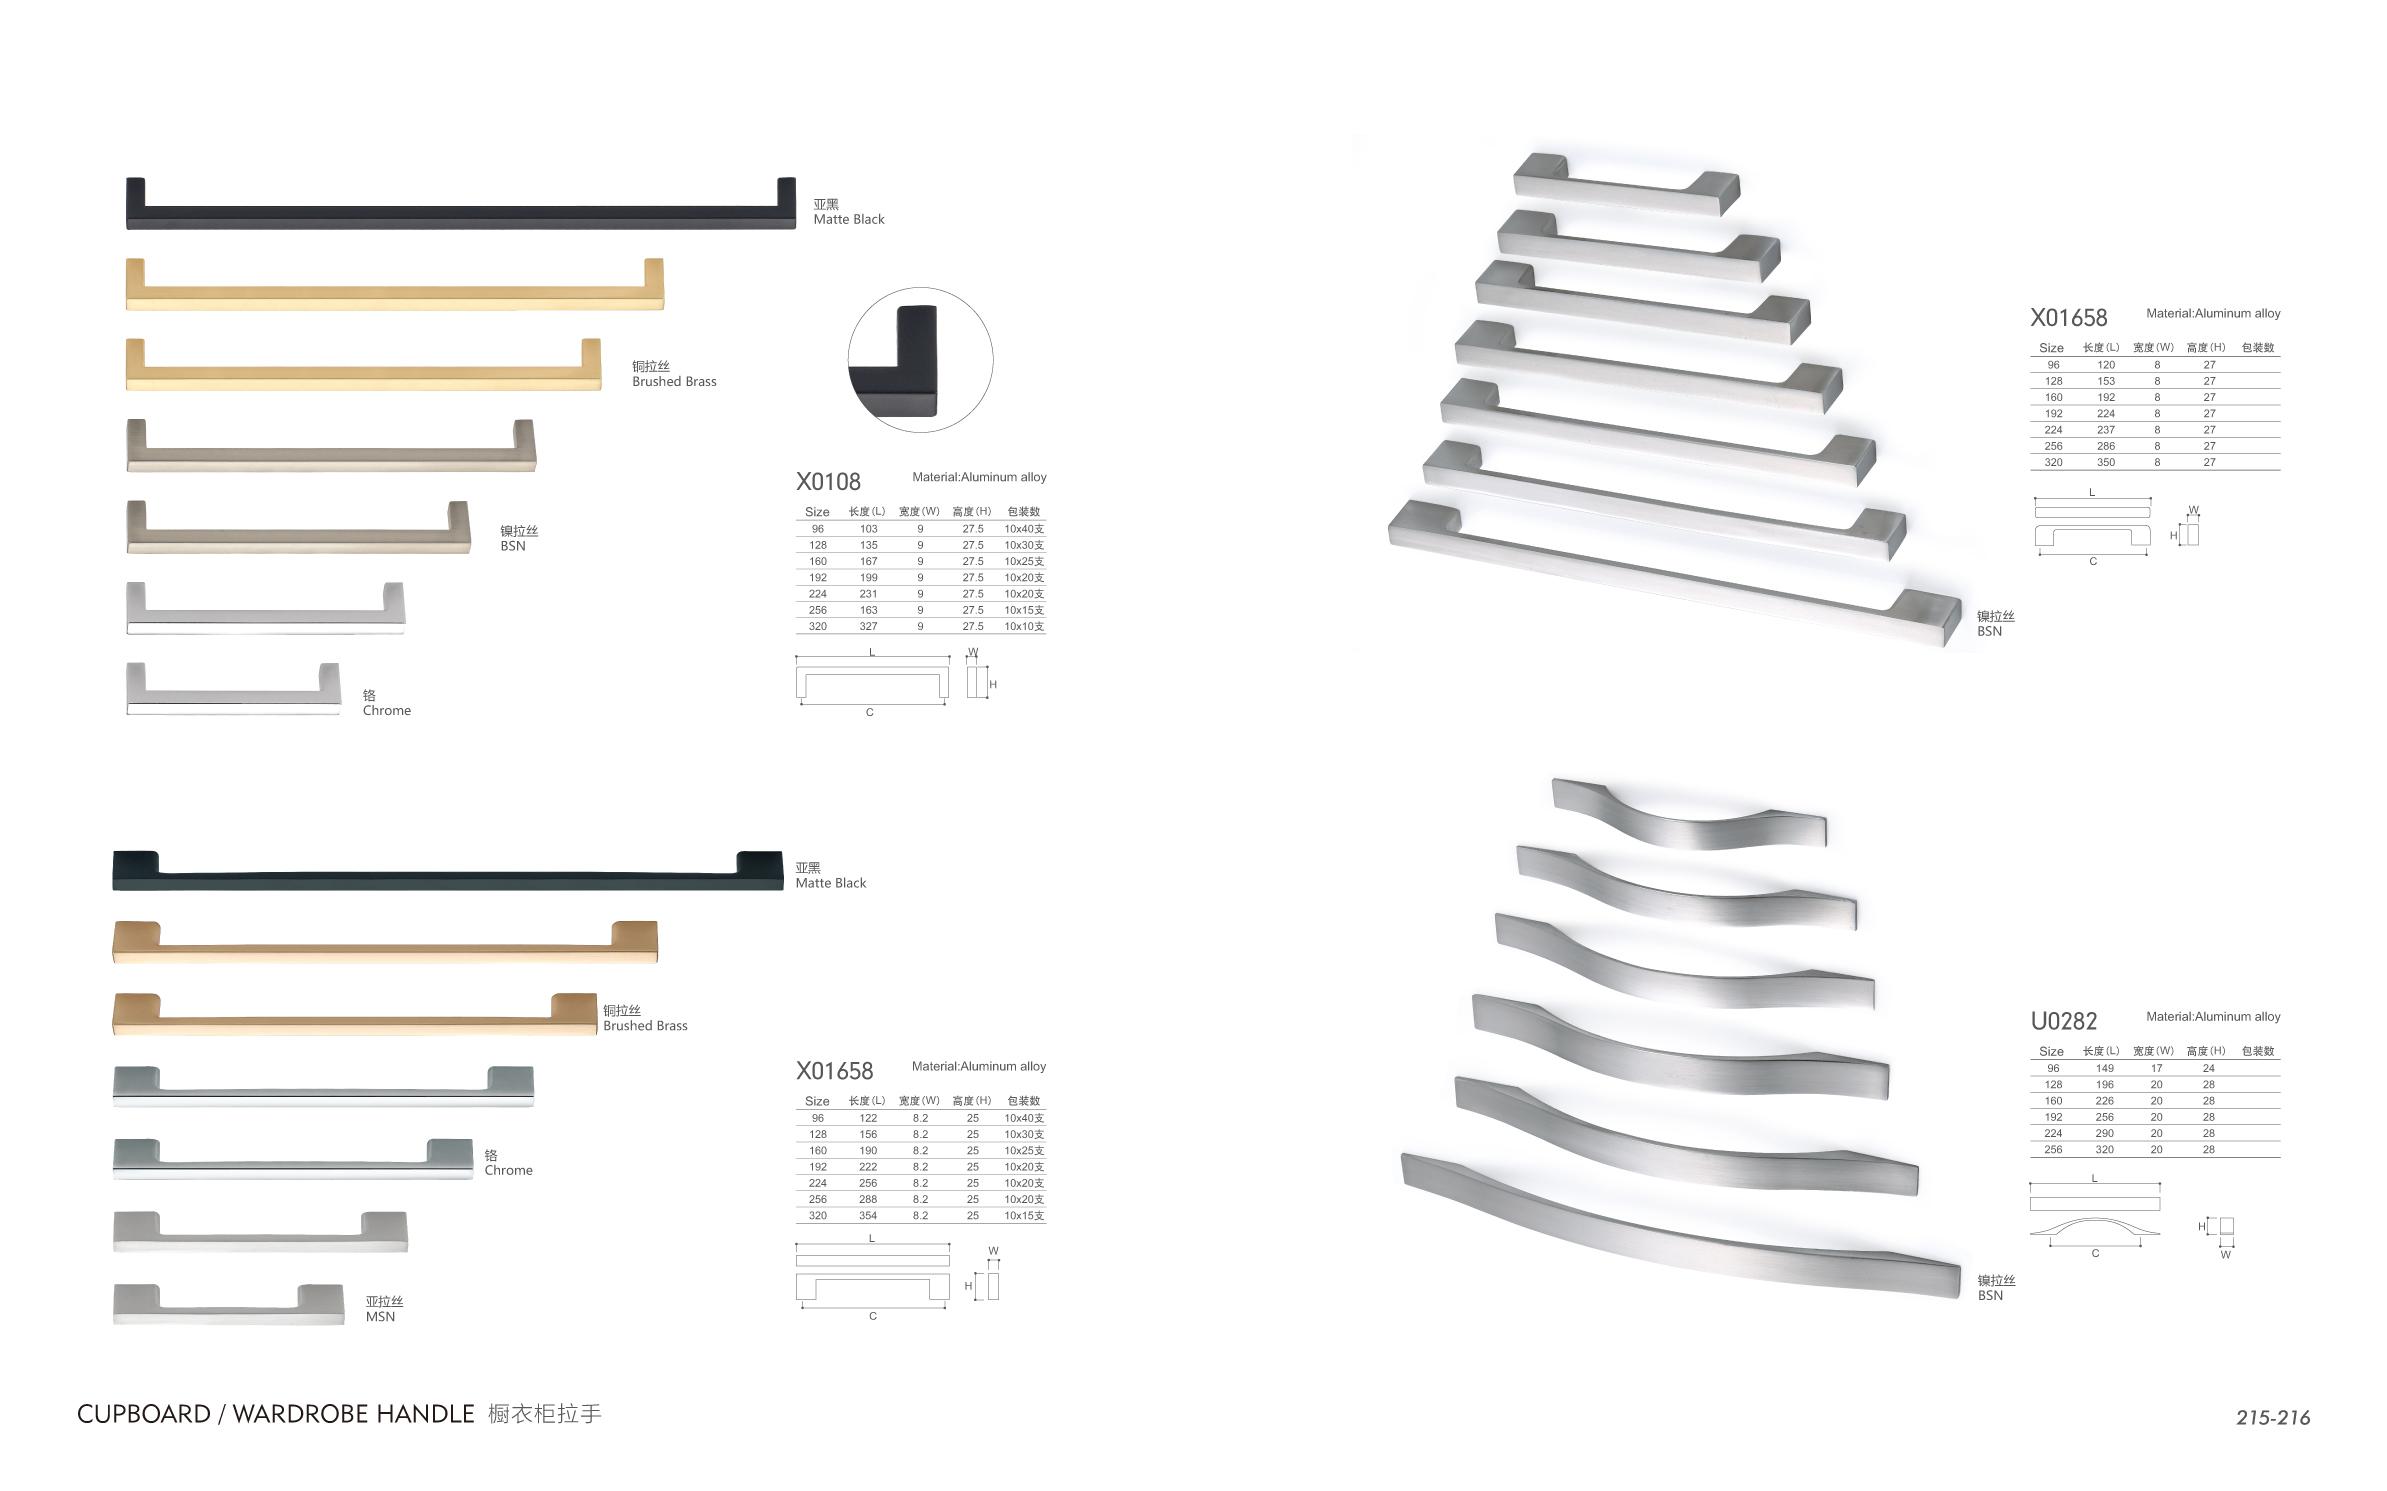 亚黑
Matte Black
铜拉丝
Brushed Brass
镍拉丝
BSN
铬
Chrome
X0108 Material:Aluminum alloy
Size 长度(L) 宽度(W) 高度(H) 包装数
96 103 9 27.5 10x40支
128 135 9 27.5 10x30支
160 167 9 27.5 10x25支
192 199 9 27.5 10x20支
224 231 9 27.5 10x20支
256 163 9 27.5 10x15支
320 327 9 27.5 10x10支
L W
H
C
亚黑
Matte Black
铜拉丝
Brushed Brass
铬
Chrome
亚拉丝
MSN
X01658 Material:Aluminum alloy
Size 长度(L) 宽度(W) 高度(H) 包装数
96 122 8.2 25 10x40支
128 156 8.2 25 10x30支
160 190 8.2 25 10x25支
192 222 8.2 25 10x20支
224 256 8.2 25 10x20支
256 288 8.2 25 10x20支
320 354 8.2 25 10x15支
L
W
H
C
镍拉丝
BSN
X01658 Material:Aluminum alloy
Size 长度(L) 宽度(W) 高度(H) 包装数
96 120 8 27
128 153 8 27
160 192 8 27
192 224 8 27
224 237 8 27
256 286 8 27
320 350 8 27
L
W
H
C
镍拉丝
BSN
U0282 Material:Aluminum alloy
Size 长度(L) 宽度(W) 高度(H) 包装数
96 149 17 24
128 196 20 28
160 226 20 28
192 256 20 28
224 290 20 28
256 320 20 28
L
H
C W
CUPBOARD / WARDROBE HANDLE 橱衣柜拉手
215-216